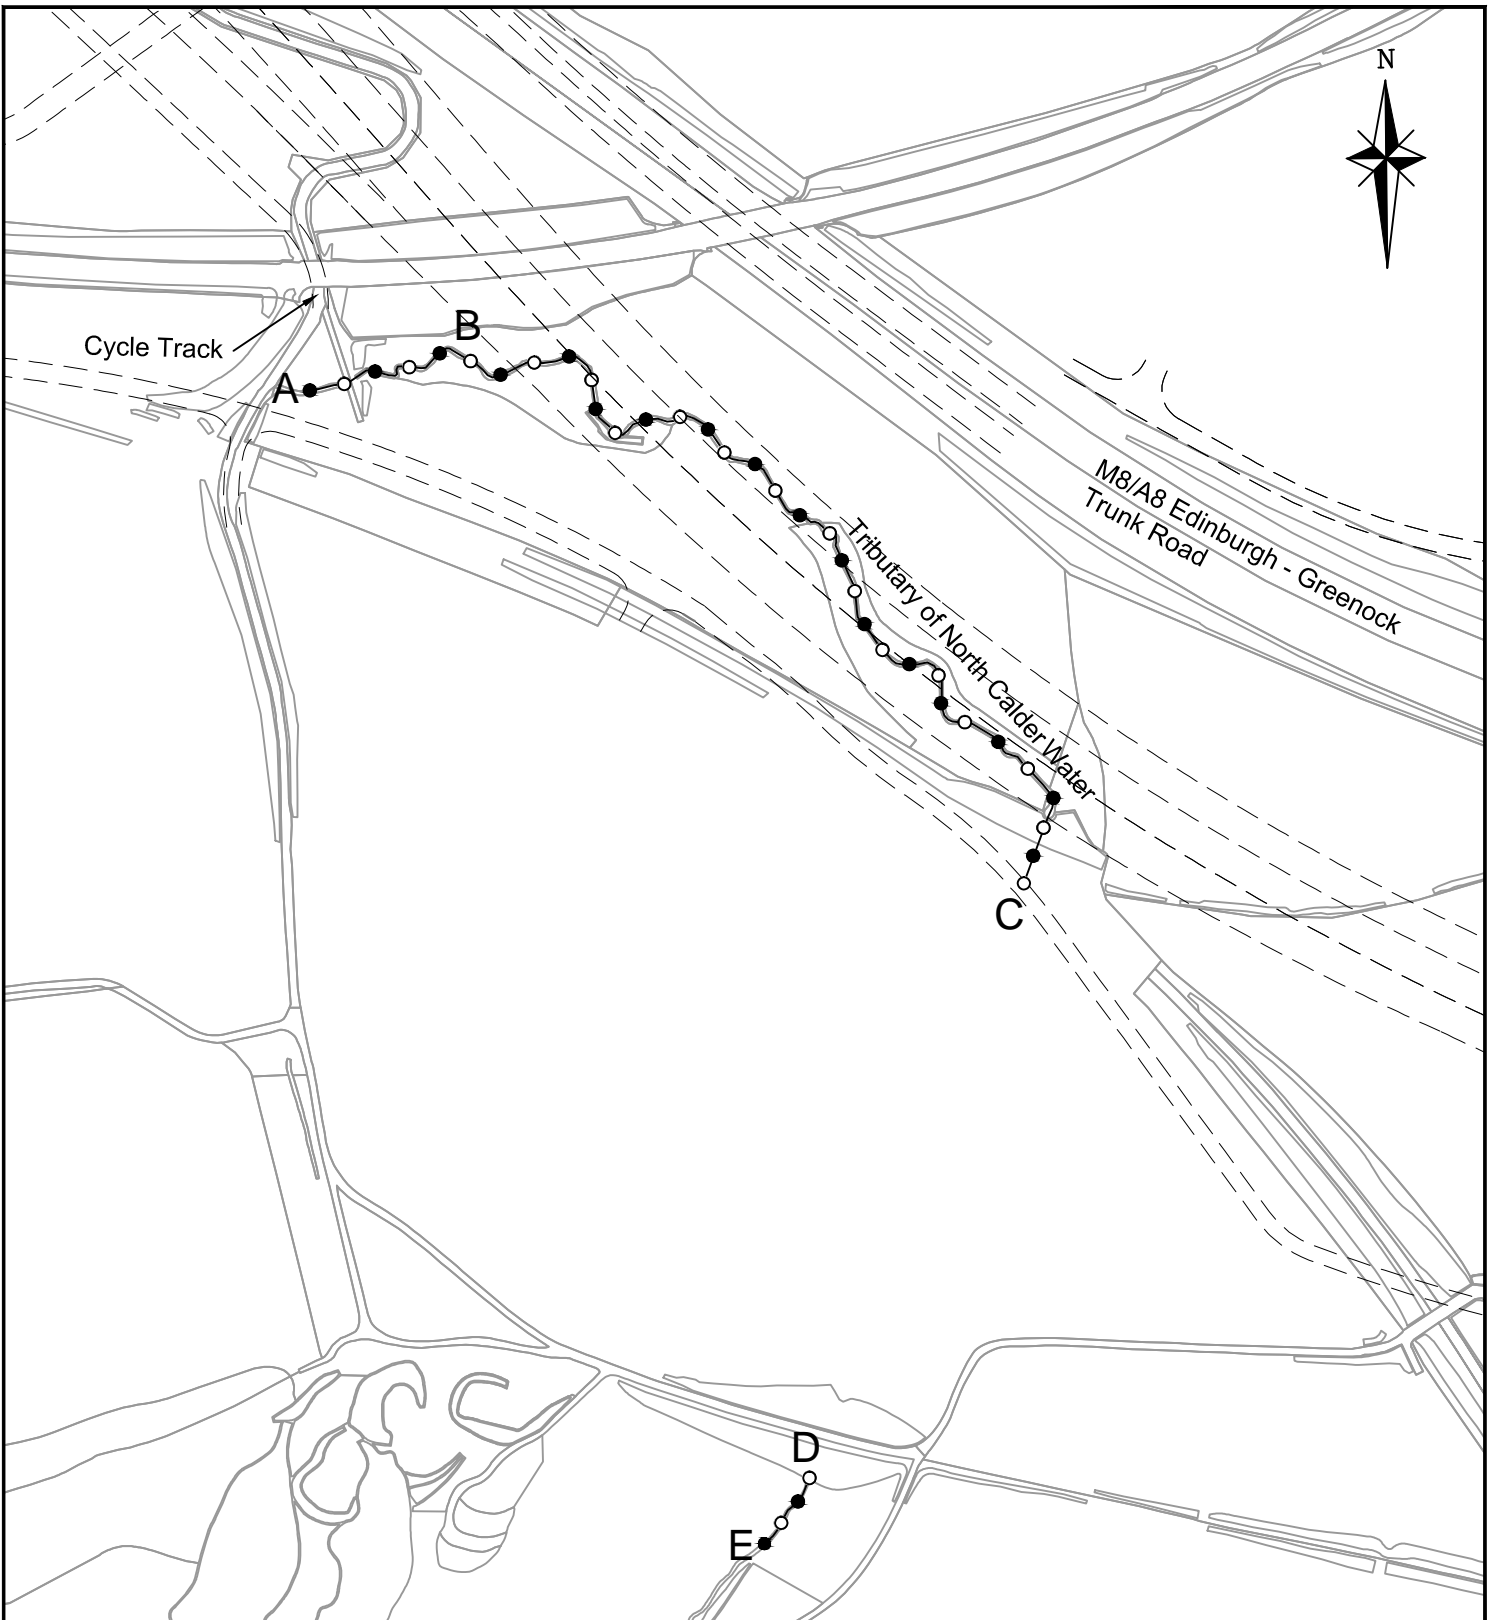 N
Cycle Track
B
A
M8/A8 Edinburgh - Greenock
Trunk Road
Tributary of North Calder Water
C
D
E